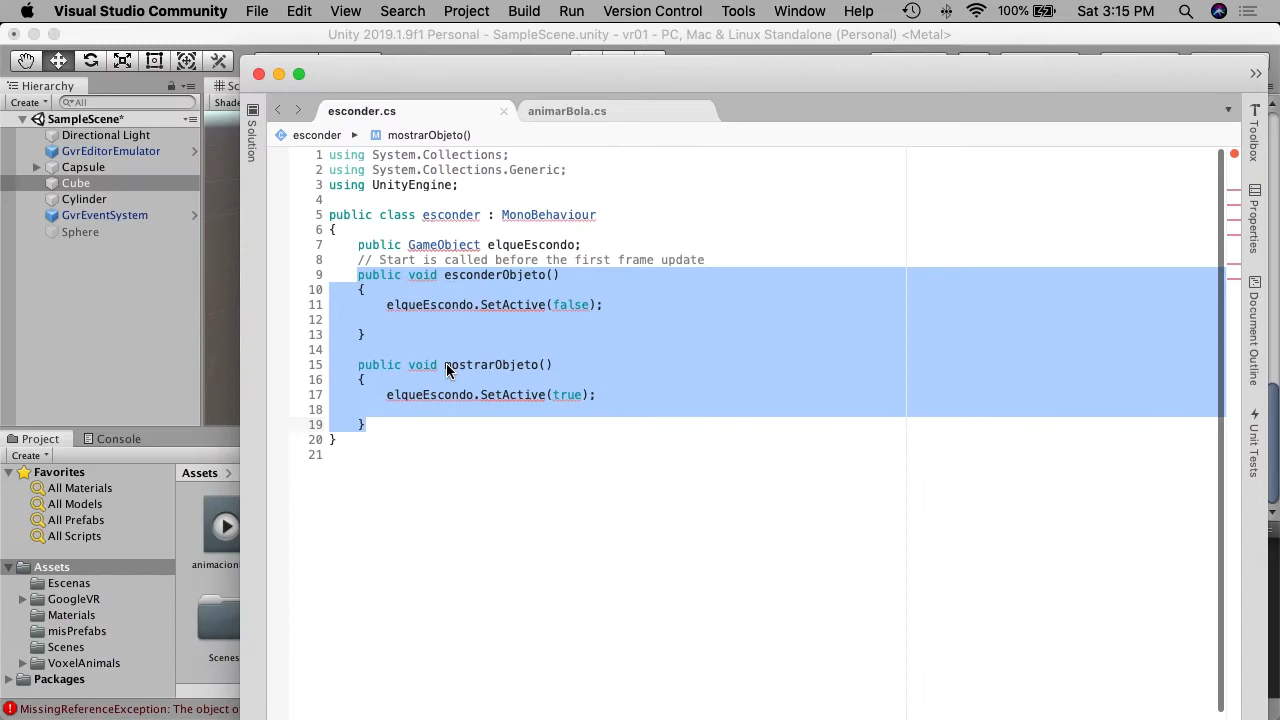 Visual Studio Community File Edit View Search Project Build Run Version Control Tools Window Help 100% Sat 3:15 PM
Unity 2019.1.9f1 Personal - SampleScene.unity - vr01 - PC, Mac & Linux Standalone (Personal) <Metal>
Hierarchy
Create All
SampleScene*
Directional Light
GvrEditorEmulator
Capsule
Cube
Cylinder
GvrEventSystem
Sphere
Project Console
Create
Favorites
All Materials
All Models
All Prefabs
All Scripts
Assets
Escenas
GoogleVR
Materials
misPrefabs
Scenes
VoxelAnimals
Packages
Sc
Shade
Assets
animacion
Scenes
MissingReferenceException: The object o
Solution
esconder.cs animarBola.cs
esconder mostrarObjeto()
1 using System.Collections;
2 using System.Collections.Generic;
3 using UnityEngine;
4
5 public class esconder : MonoBehaviour
6 {
7 public GameObject elqueEscondo;
8 // Start is called before the first frame update
9 public void esconderObjeto()
10 {
11 elqueEscondo.SetActive(false);
12
13 }
14
15 public void mostrarObjeto()
16 {
17 elqueEscondo.SetActive(true);
18
19 }
20 }
21
Toolbox
Properties
Document Outline
Unit Tests